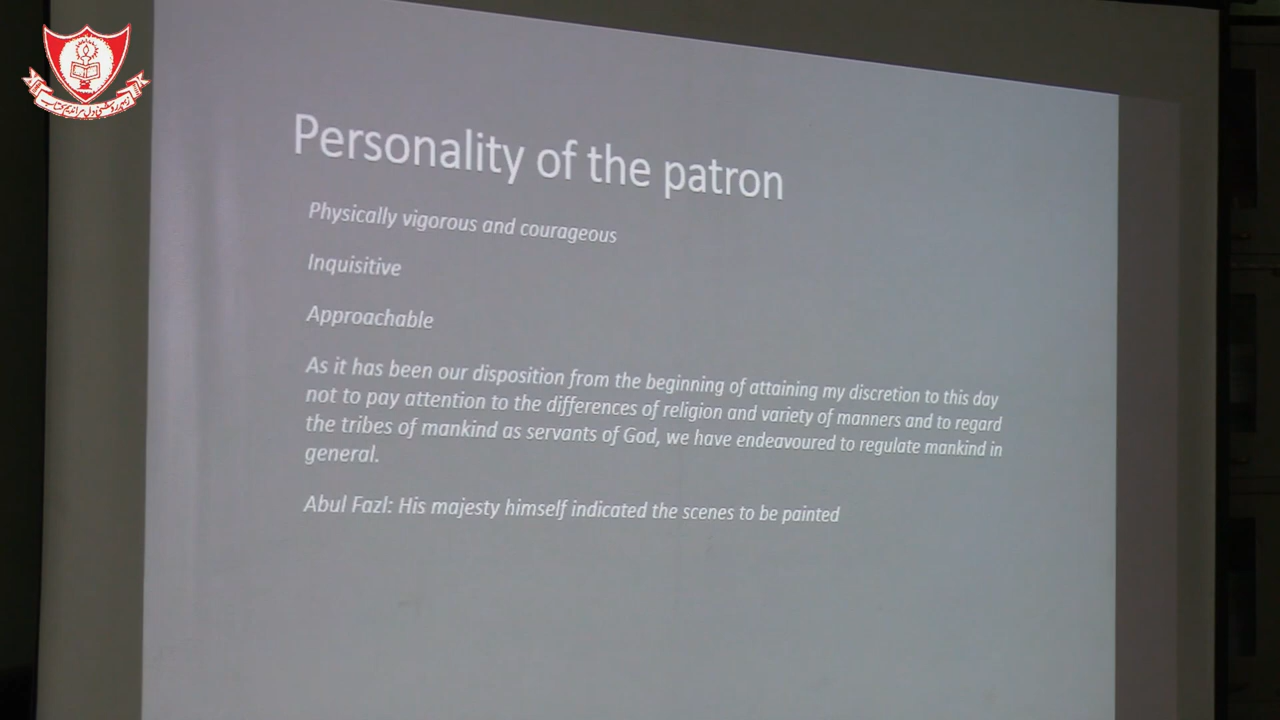 Personality of the patron
Physically vigorous and courageous
Inquisitive
Approachable
As it has been our disposition from the beginning of attaining my discretion to this day
not to pay attention to the differences of religion and variety of manners and to regard
the tribes of mankind as servants of God, we have endeavoured to regulate mankind in
general.
Abul Fazl: His majesty himself indicated the scenes to be painted